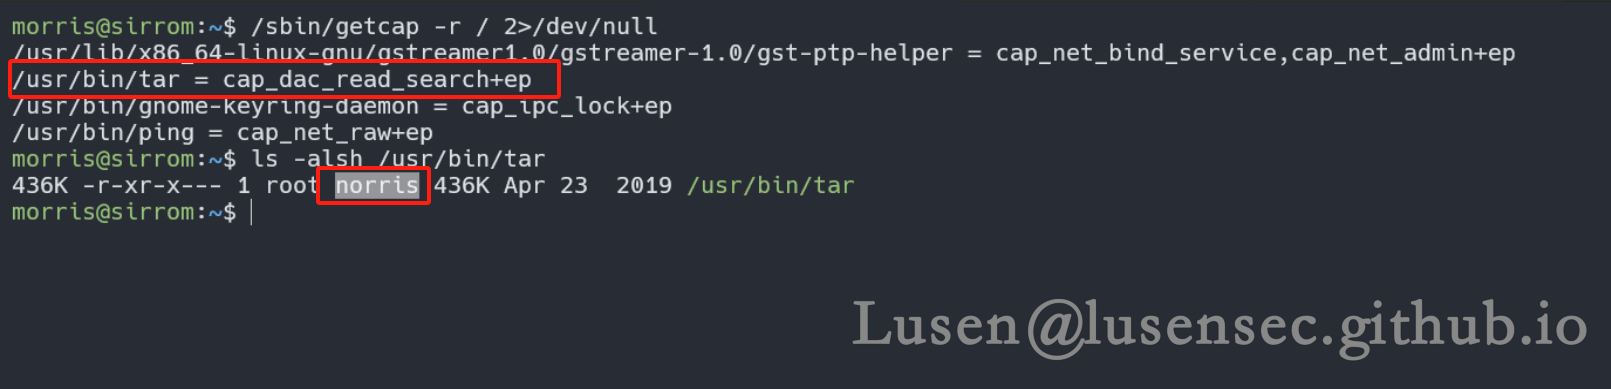 morris@sirrom:~$ /sbin/getcap -r / 2>/dev/null
/usr/lib/x86_64-linux-gnu/gstreamer1.0/gstreamer-1.0/gst-ptp-helper = cap_net_bind_service,cap_net_admin+ep
/usr/bin/tar = cap_dac_read_search+ep
/usr/bin/gnome-keyring-daemon = cap_ipc_lock+ep
/usr/bin/ping = cap_net_raw+ep
morris@sirrom:~$ ls -alsh /usr/bin/tar
436K -r-xr-x--- 1 root norris 436K Apr 23  2019 /usr/bin/tar
morris@sirrom:~$
Lusen@lusensec.github.io